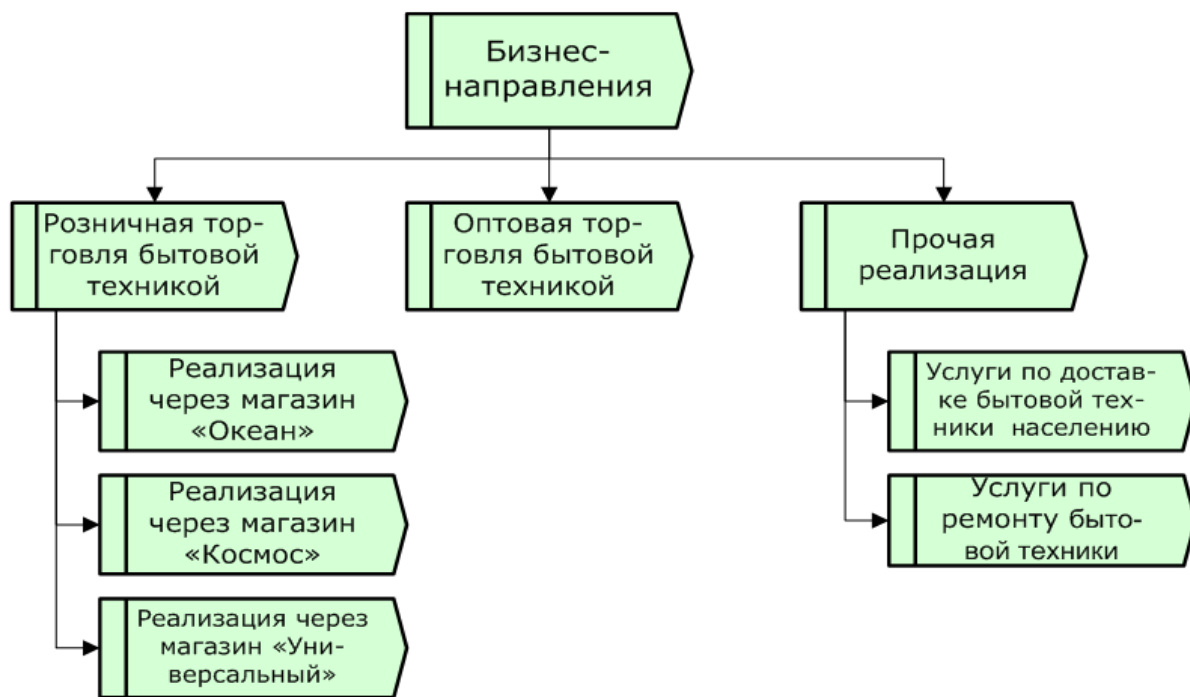 Бизнес-
направления
Розничная тор-
говля бытовой
техникой
Оптовая тор-
говля бытовой
техникой
Прочая
реализация
Реализация
через магазин
«Океан»
Реализация
через магазин
«Космос»
Реализация через
магазин «Уни-
версальный»
Услуги по достав-
ке бытовой тех-
ники населению
Услуги по
ремонту быто-
вой техники